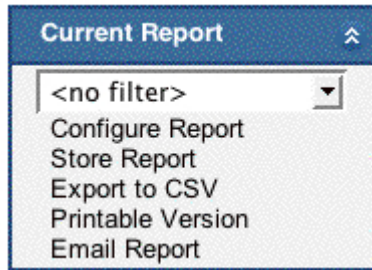 Current Report
<no filter>
Configure Report
Store Report
Export to CSV
Printable Version
Email Report